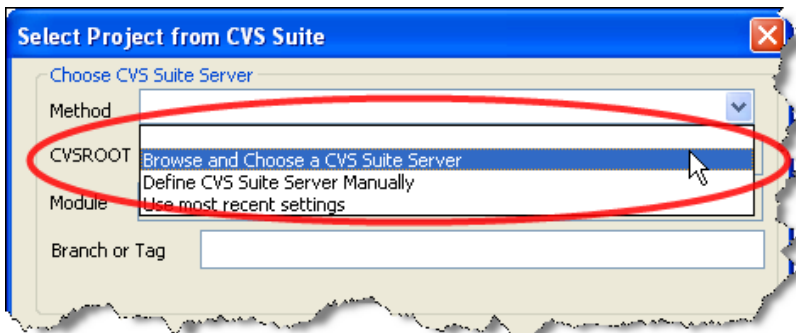 Select Project from CVS Suite
Choose CVS Suite Server
Method
CVSROOT
Browse and Choose a CVS Suite Server
Define CVS Suite Server Manually
Module
Use most recent settings
Branch or Tag